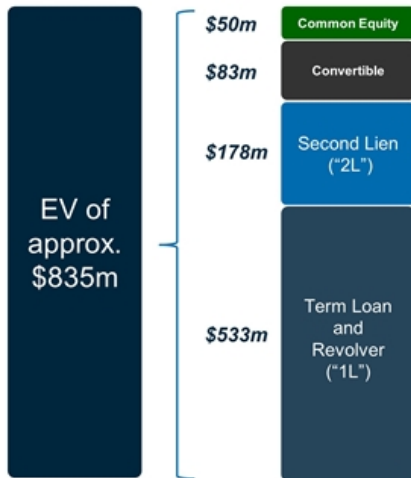 $50m
Common Equity
$83m
Convertible
$178m
Second Lien
("2L")
EV of
approx.
$835m
$533m
Term Loan
and
Revolver
("1L")